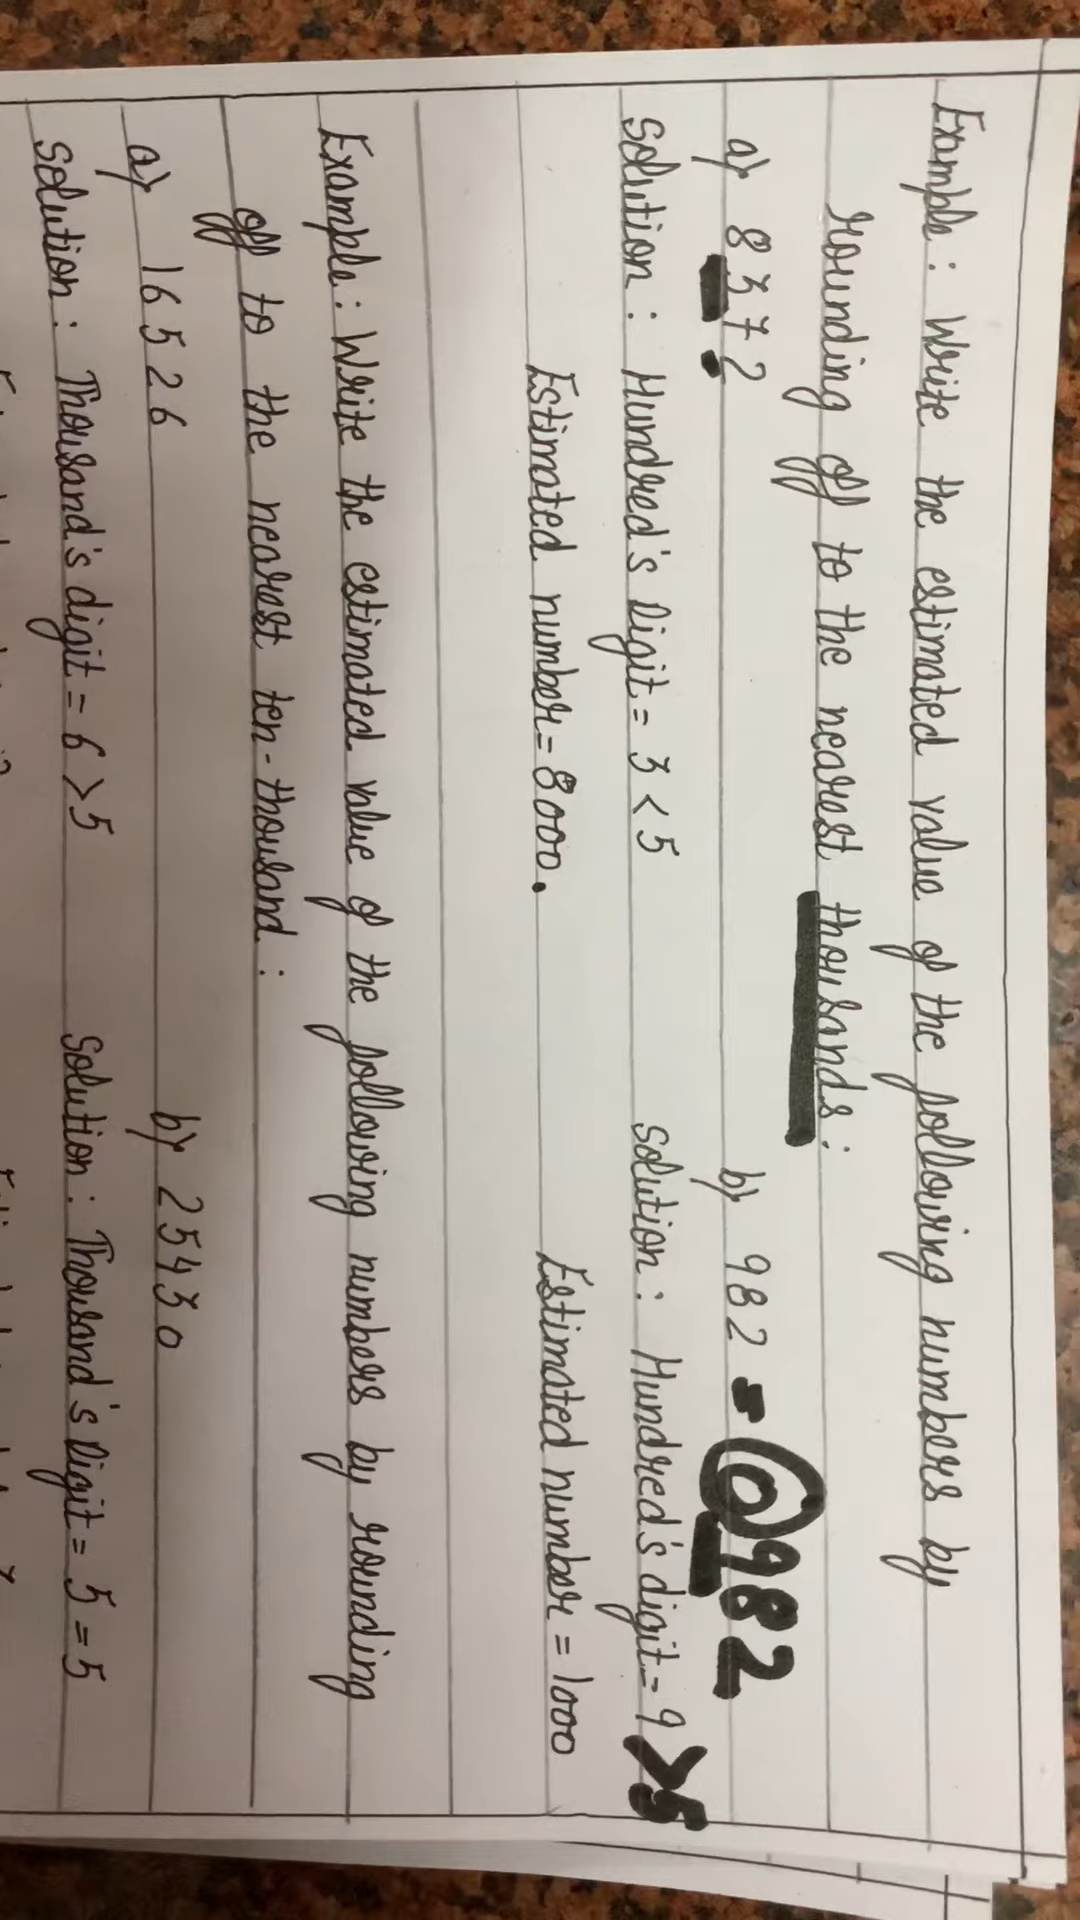 Example: Write the estimated value of the following numbers by
rounding off to the nearest thousands:
a) 8372 b) 982 = 0982
Solution: Hundred's Digit = 3 < 5 Solution: Hundred's digit = 9 > 5
Estimated number = 8000. Estimated number = 1000
Example: Write the estimated value of the following numbers by rounding
off to the nearest ten-thousand:
a) 16526 b) 25430
Solution: Thousand's digit = 6 > 5 Solution: Thousand's Digit = 5 = 5